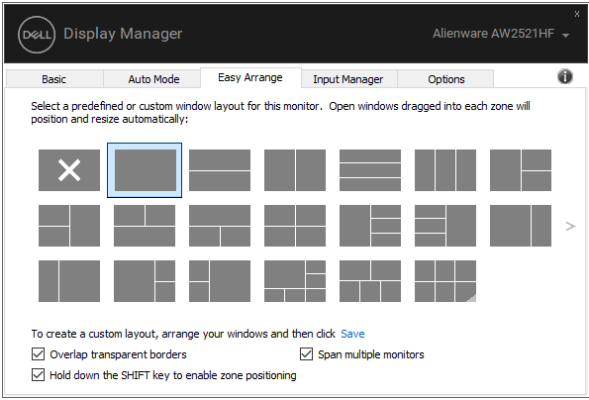 x
DELL Display Manager Alienware AW2521HF
Basic Auto Mode Easy Arrange Input Manager Options
Select a predefined or custom window layout for this monitor. Open windows dragged into each zone will
position and resize automatically:
To create a custom layout, arrange your windows and then click Save
Overlap transparent borders Span multiple monitors
Hold down the SHIFT key to enable zone positioning